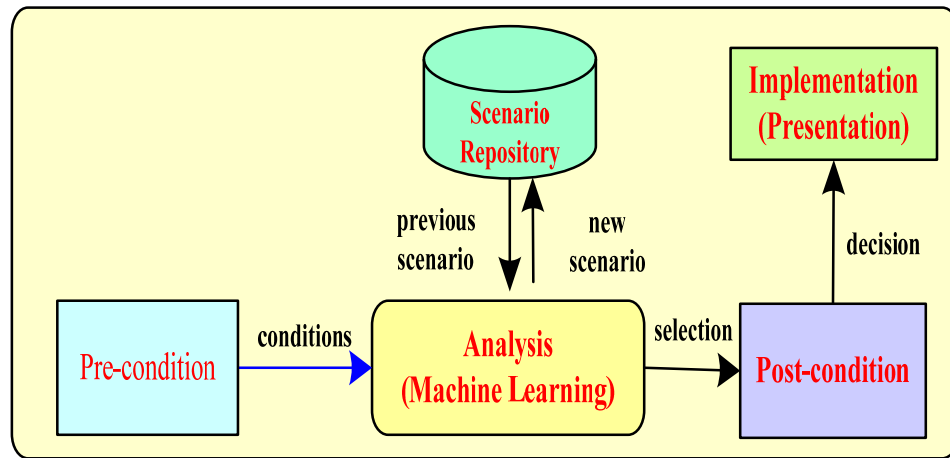 Scenario
Repository
Implementation
(Presentation)
previous
scenario
new
scenario
decision
Pre-condition
conditions
Analysis
(Machine Learning)
selection
Post-condition